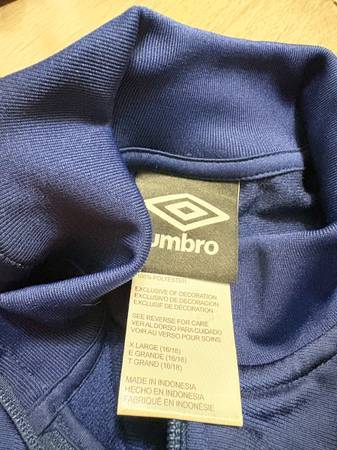 umbro
100% POLYESTER
EXCLUSIVE OF DECORATION
EXCLUSIVO DE DECORACIÓN
EXCLUSIF DE DÉCORATION
SEE REVERSE FOR CARE
VER AL DORSO PARA CUIDADO
VOIR AU VERSO POUR SOINS
X LARGE (16/18)
E GRANDE (16/18)
T GRAND (16/18)
MADE IN INDONESIA
HECHO EN INDONESIA
FABRIQUÉ EN INDONÉSIE